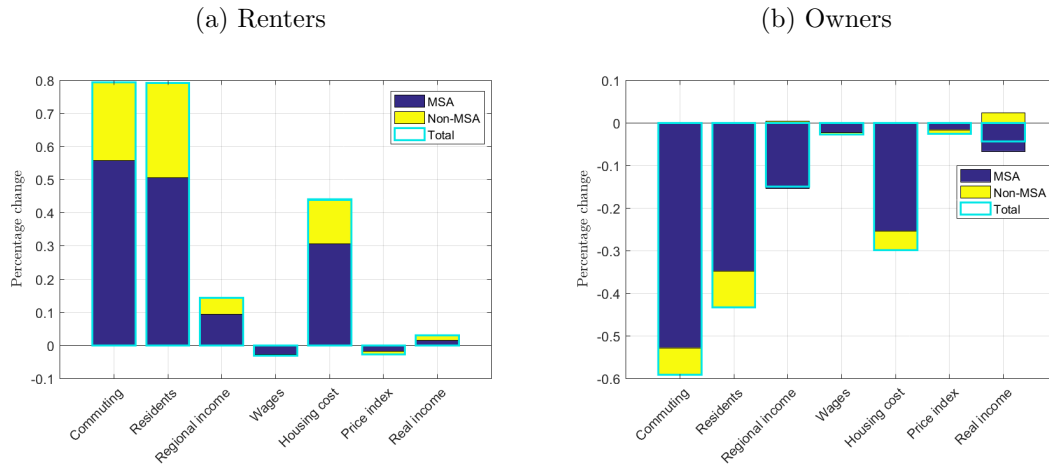 (a) Renters
Percentage change
0.8
0.7
0.6
0.5
0.4
0.3
0.2
0.1
0
-0.1
MSA
Non-MSA
Total
Commuting
Residents
Regional income
Wages
Housing cost
Price index
Real income
(b) Owners
Percentage change
0.1
0
-0.1
-0.2
-0.3
-0.4
-0.5
-0.6
MSA
Non-MSA
Total
Commuting
Residents
Regional income
Wages
Housing cost
Price index
Real income